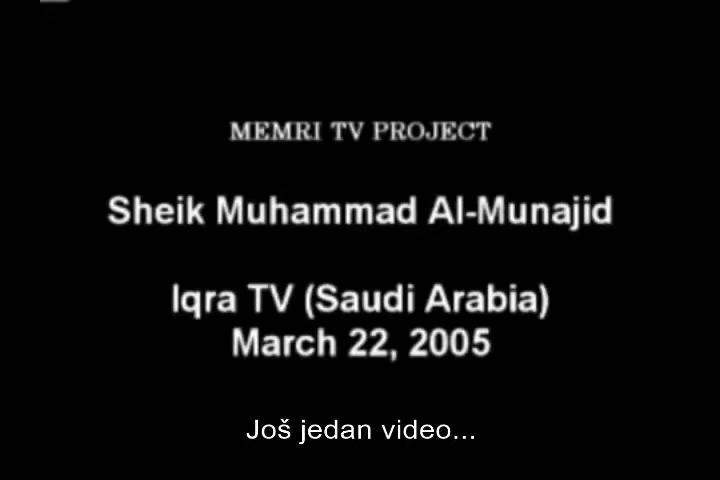 MEMRI TV PROJECT
Sheik Muhammad Al-Munajid
Iqra TV (Saudi Arabia)
March 22, 2005
Još jedan video...